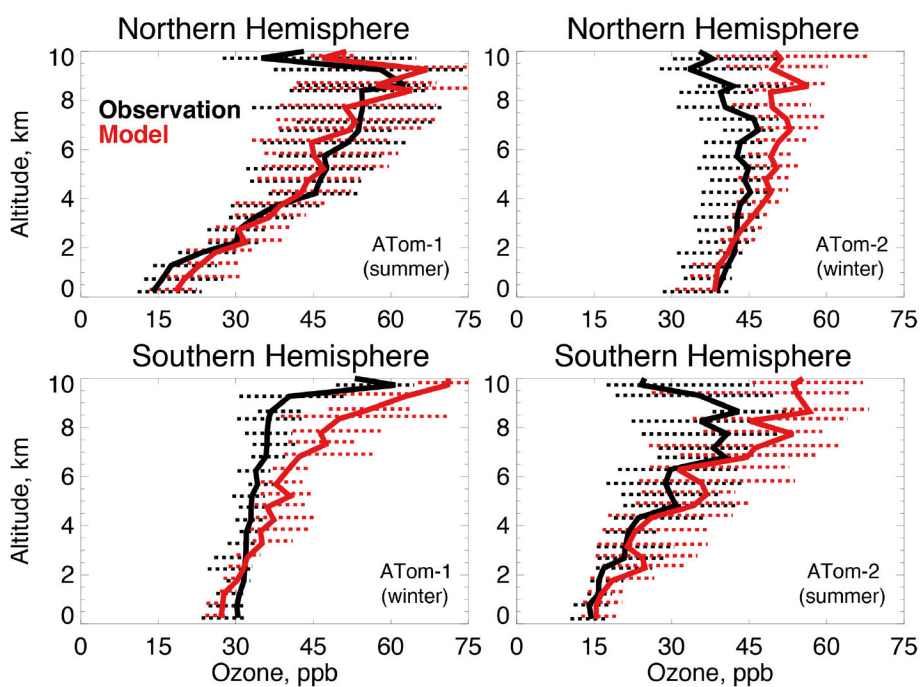 Northern Hemisphere
Northern Hemisphere
10
8
6
4
2
0
Altitude, km
Observation
Model
ATom-1
(summer)
0 15 30 45 60 75
10
8
6
4
2
0
ATom-2
(winter)
15 30 45 60 75
Southern Hemisphere
Southern Hemisphere
10
8
6
4
2
0
Altitude, km
ATom-1
(winter)
0 15 30 45 60 75
Ozone, ppb
10
8
6
4
2
0
ATom-2
(summer)
0 15 30 45 60 75
Ozone, ppb